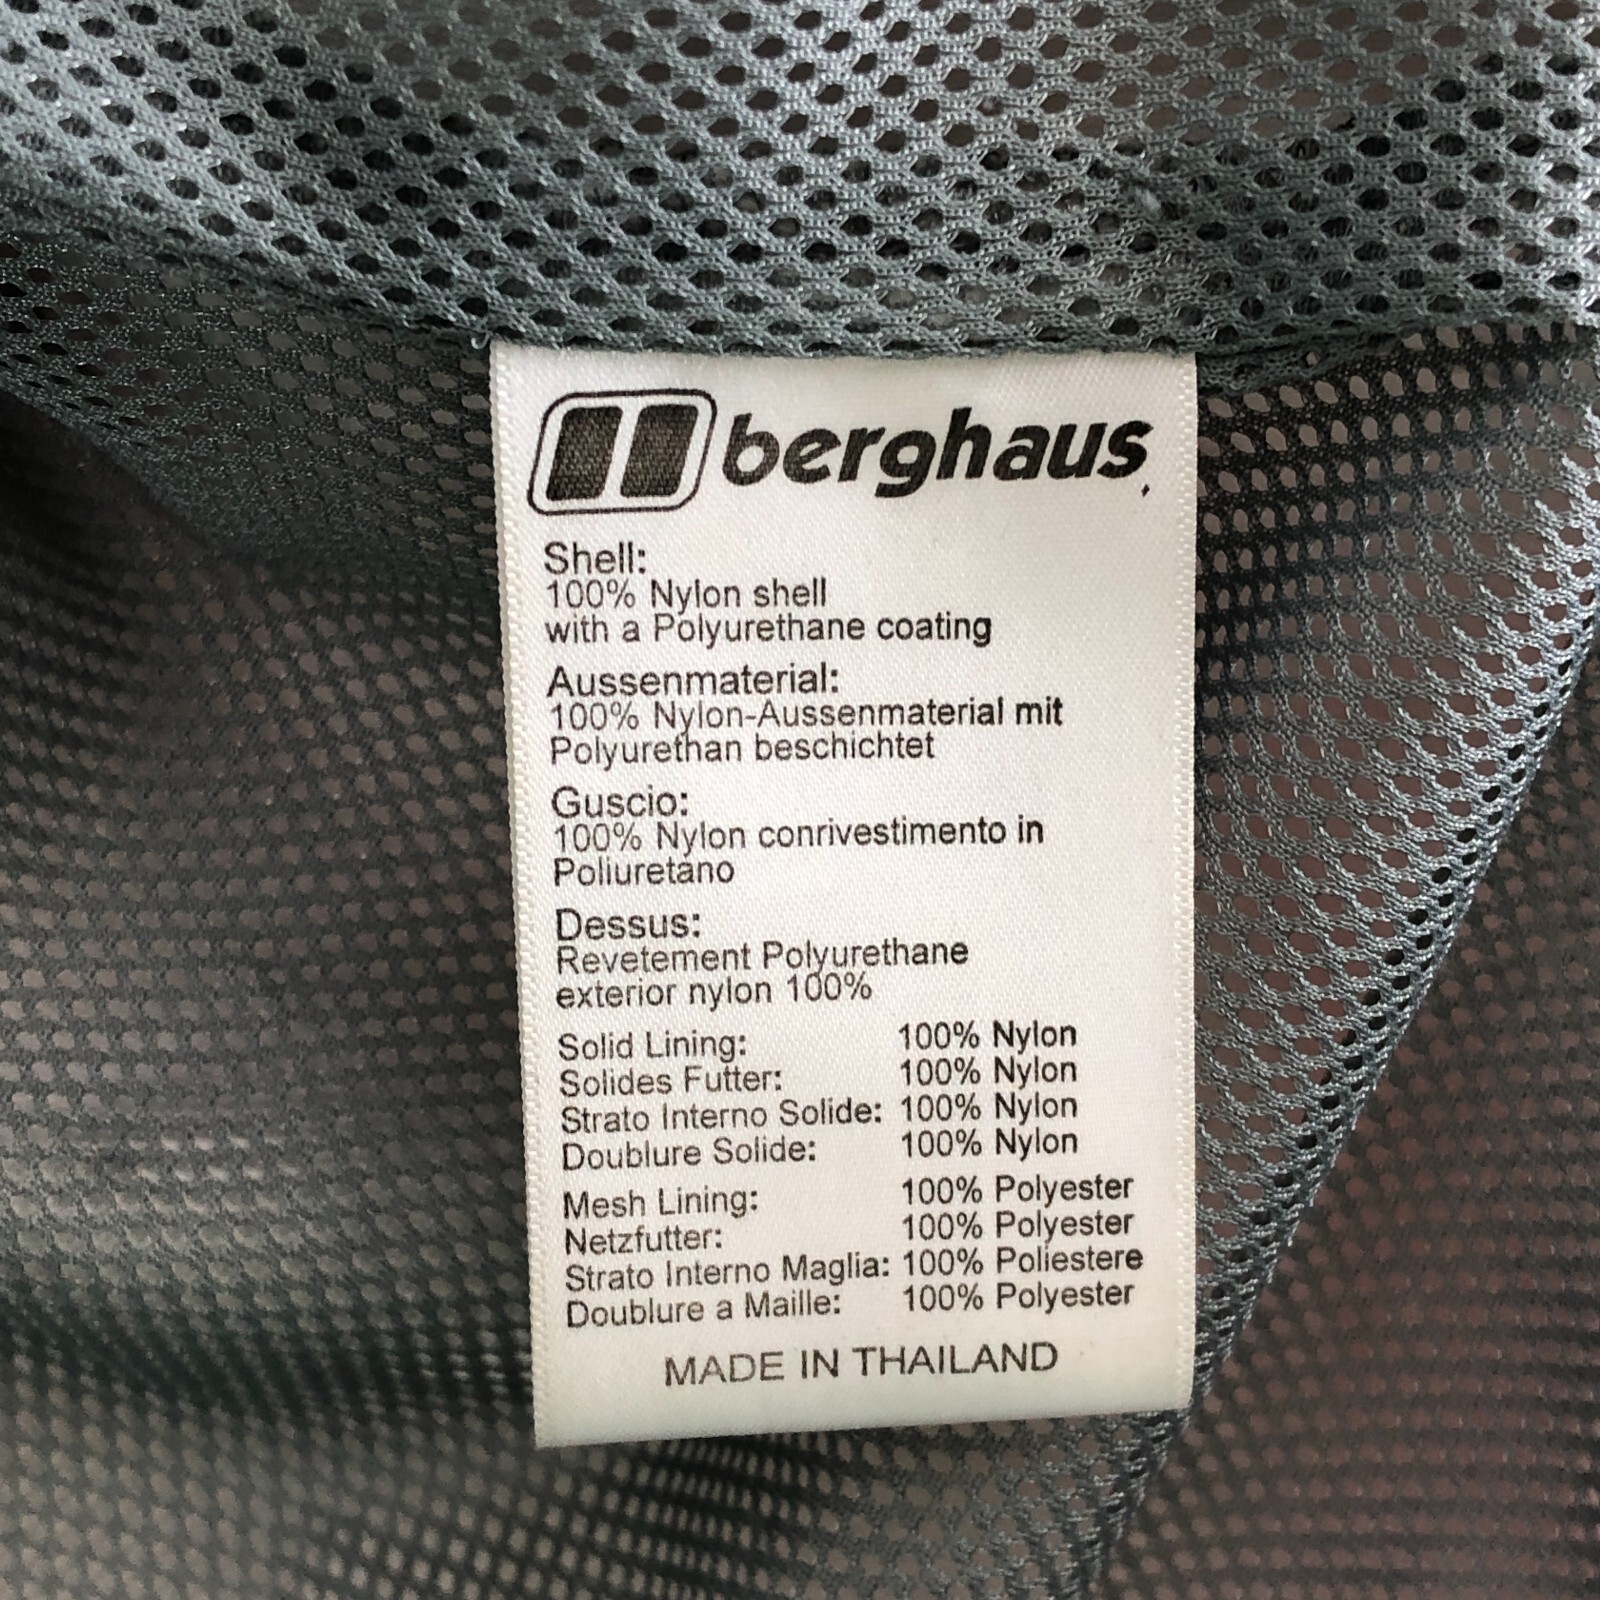 berghaus
Shell:
100% Nylon shell
with a Polyurethane coating
Aussenmaterial:
100% Nylon-Aussenmaterial mit
Polyurethan beschichtet
Guscio:
100% Nylon conrivestimento in
Poliuretano
Dessus:
Revetement Polyurethane
exterior nylon 100%
Solid Lining: 100% Nylon
Solides Futter: 100% Nylon
Strato Interno Solide: 100% Nylon
Doublure Solide: 100% Nylon
Mesh Lining: 100% Polyester
Netzfutter: 100% Polyester
Strato Interno Maglia: 100% Poliestere
Doublure a Maille: 100% Polyester
MADE IN THAILAND